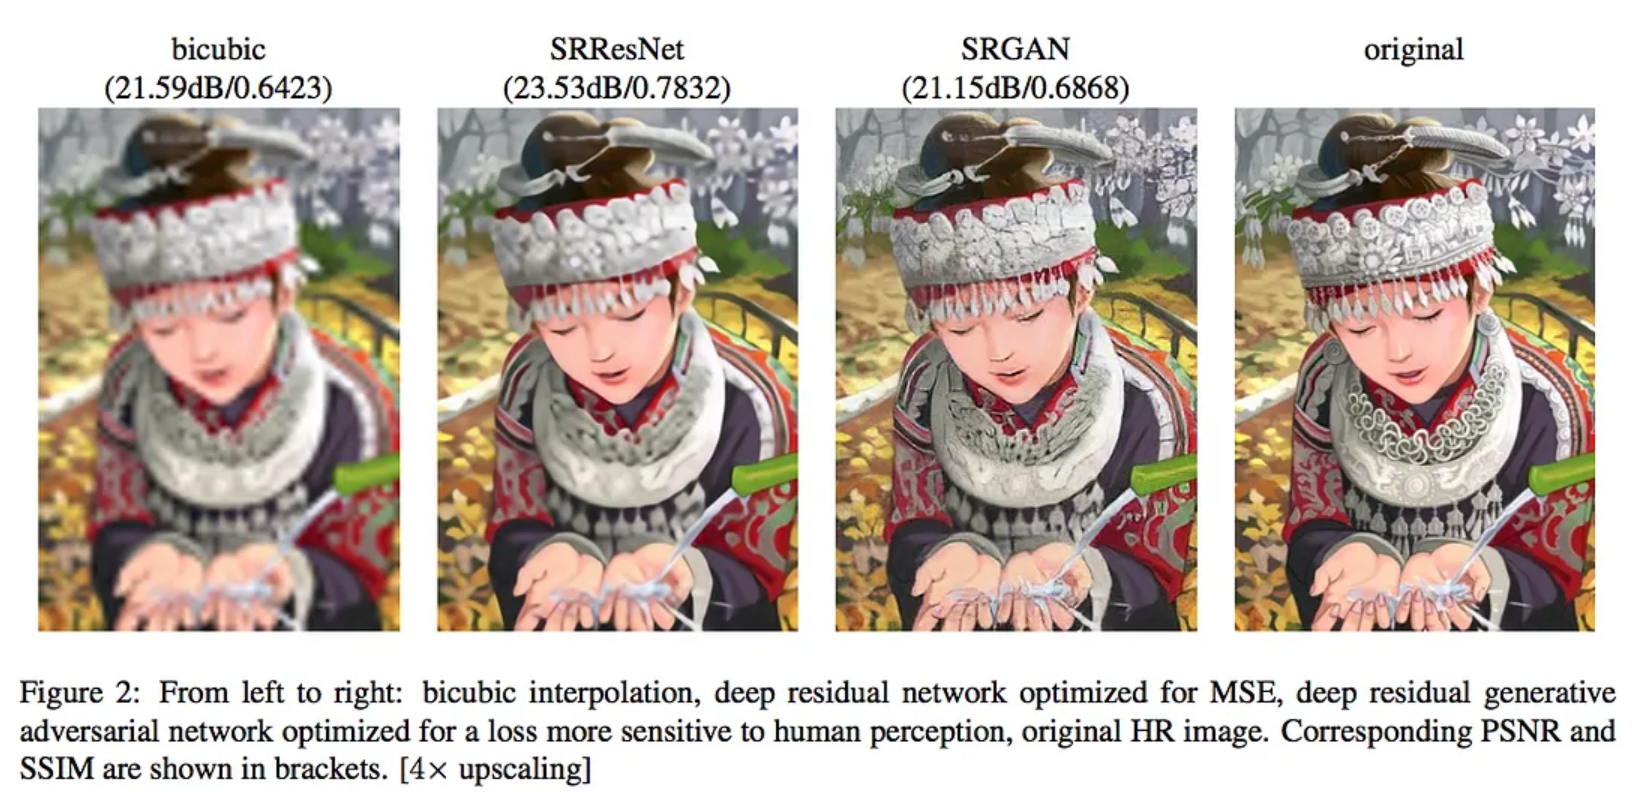 bicubic
(21.59dB/0.6423)
SRResNet
(23.53dB/0.7832)
SRGAN
(21.15dB/0.6868)
original
Figure 2: From left to right: bicubic interpolation, deep residual network optimized for MSE, deep residual generative
adversarial network optimized for a loss more sensitive to human perception, original HR image. Corresponding PSNR and
SSIM are shown in brackets. [4× upscaling]